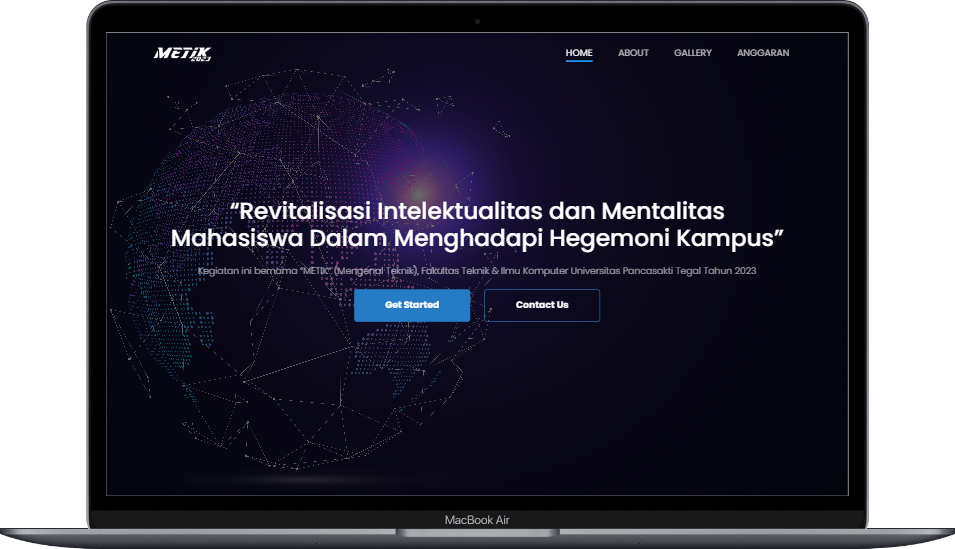 METIK
2023
HOME ABOUT GALLERY ANGGARAN
“Revitalisasi Intelektualitas dan Mentalitas
Mahasiswa Dalam Menghadapi Hegemoni Kampus”
Kegiatan ini bernama “METIK” (Mengenal Teknik), Fakultas Teknik & Ilmu Komputer Universitas Pancasakti Tegal Tahun 2023
Get Started Contact Us
MacBook Air